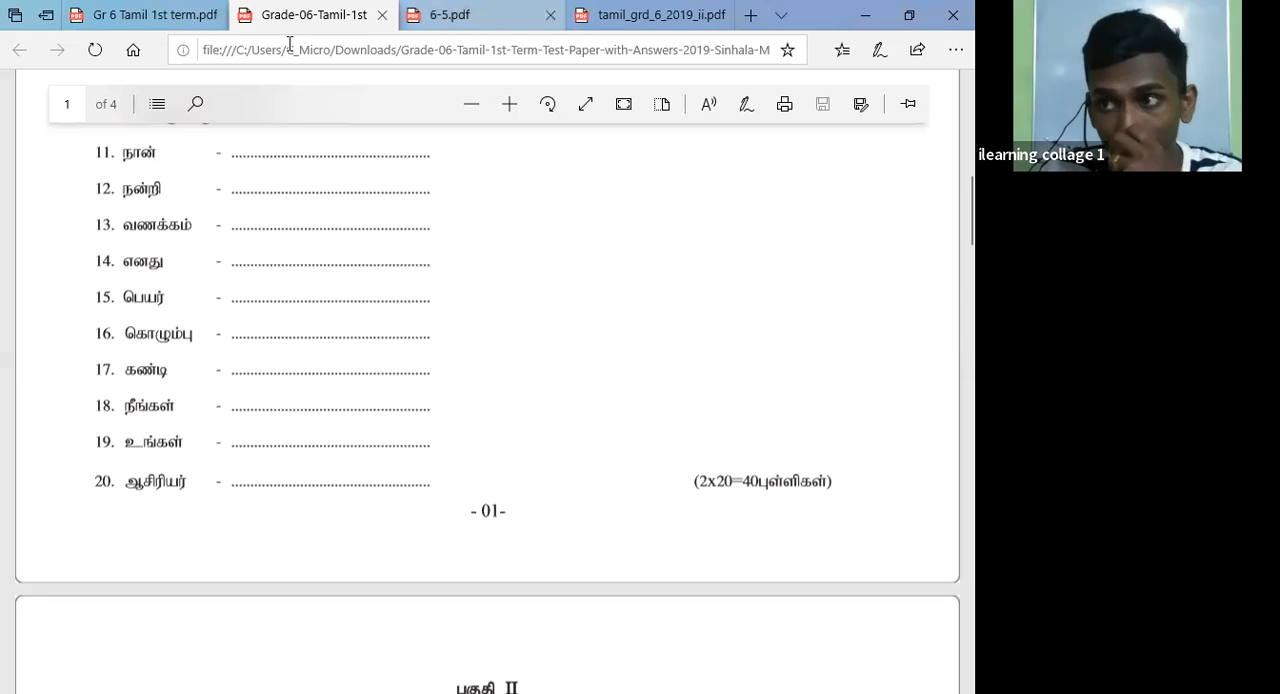 Gr 6 Tamil 1st term.pdf
Grade-06-Tamil-1st
6-5.pdf
tamil_grd_6_2019_ii.pdf
file:///C:/Users/e_Micro/Downloads/Grade-06-Tamil-1st-Term-Test-Paper-with-Answers-2019-Sinhala-M
1 of 4
ilearning collage 1
11. நான் - .....................................................
12. நன்றி - .....................................................
13. வணக்கம் - .....................................................
14. எனது - .....................................................
15. பெயர் - .....................................................
16. கொழும்பு - .....................................................
17. கண்டி - .....................................................
18. நீங்கள் - .....................................................
19. உங்கள் - .....................................................
20. ஆசிரியர் - ..................................................... (2x20=40புள்ளிகள்)
- 01-
பகுதி II